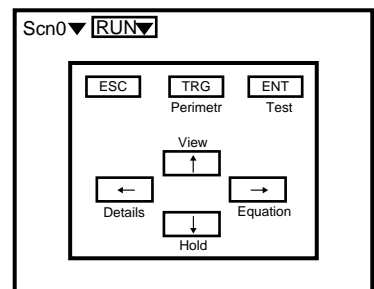 Scn0▼ RUN▼
ESC TRG ENT
Perimetr Test
View
↑
← →
Details Equation
↓
Hold